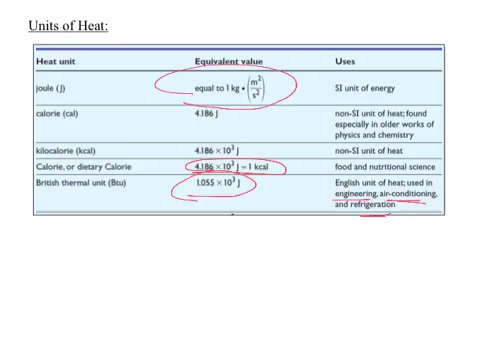 Units of Heat:
Heat unit Equivalent value Uses
joule (J) equal to 1 kg • (m²/s²) SI unit of energy
calorie (cal) 4.186 J non-SI unit of heat; found
especially in older works of
physics and chemistry
kilocalorie (kcal) 4.186 × 10³ J non-SI unit of heat
Calorie, or dietary Calorie 4.186 × 10³ J = 1 kcal food and nutritional science
British thermal unit (Btu) 1.055 × 10³ J English unit of heat; used in
engineering, air-conditioning,
and refrigeration